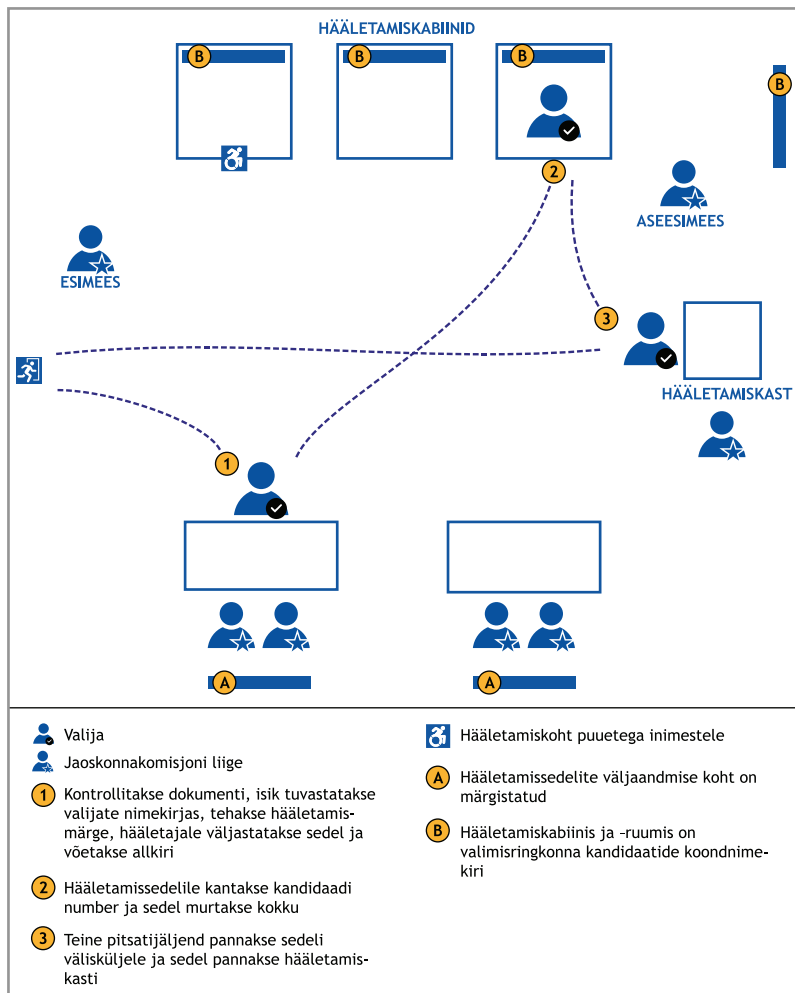 HÄÄLETAMISKABIINID
B
B
B
B
2
ASEESIMEES
ESIMEES
3
HÄÄLETAMISKAST
1
A
A
Valija
Jaoskonnakomisjoni liige
1 Kontrollitakse dokumenti, isik tuvastatakse
valijate nimekirjas, tehakse hääletamis-
märge, hääletajale väljastatakse sedel ja
võetakse allkiri
2 Hääletamissedelile kantakse kandidaadi
number ja sedel murtakse kokku
3 Teine pitsatijäljend pannakse sedeli
välisküljele ja sedel pannakse hääletamis-
kasti
Hääletamiskoht puuetega inimestele
A Hääletamissedelite väljaandmise koht on
märgistatud
B Hääletamiskabiinis ja -ruumis on
valimisringkonna kandidaatide koondnime-
kiri